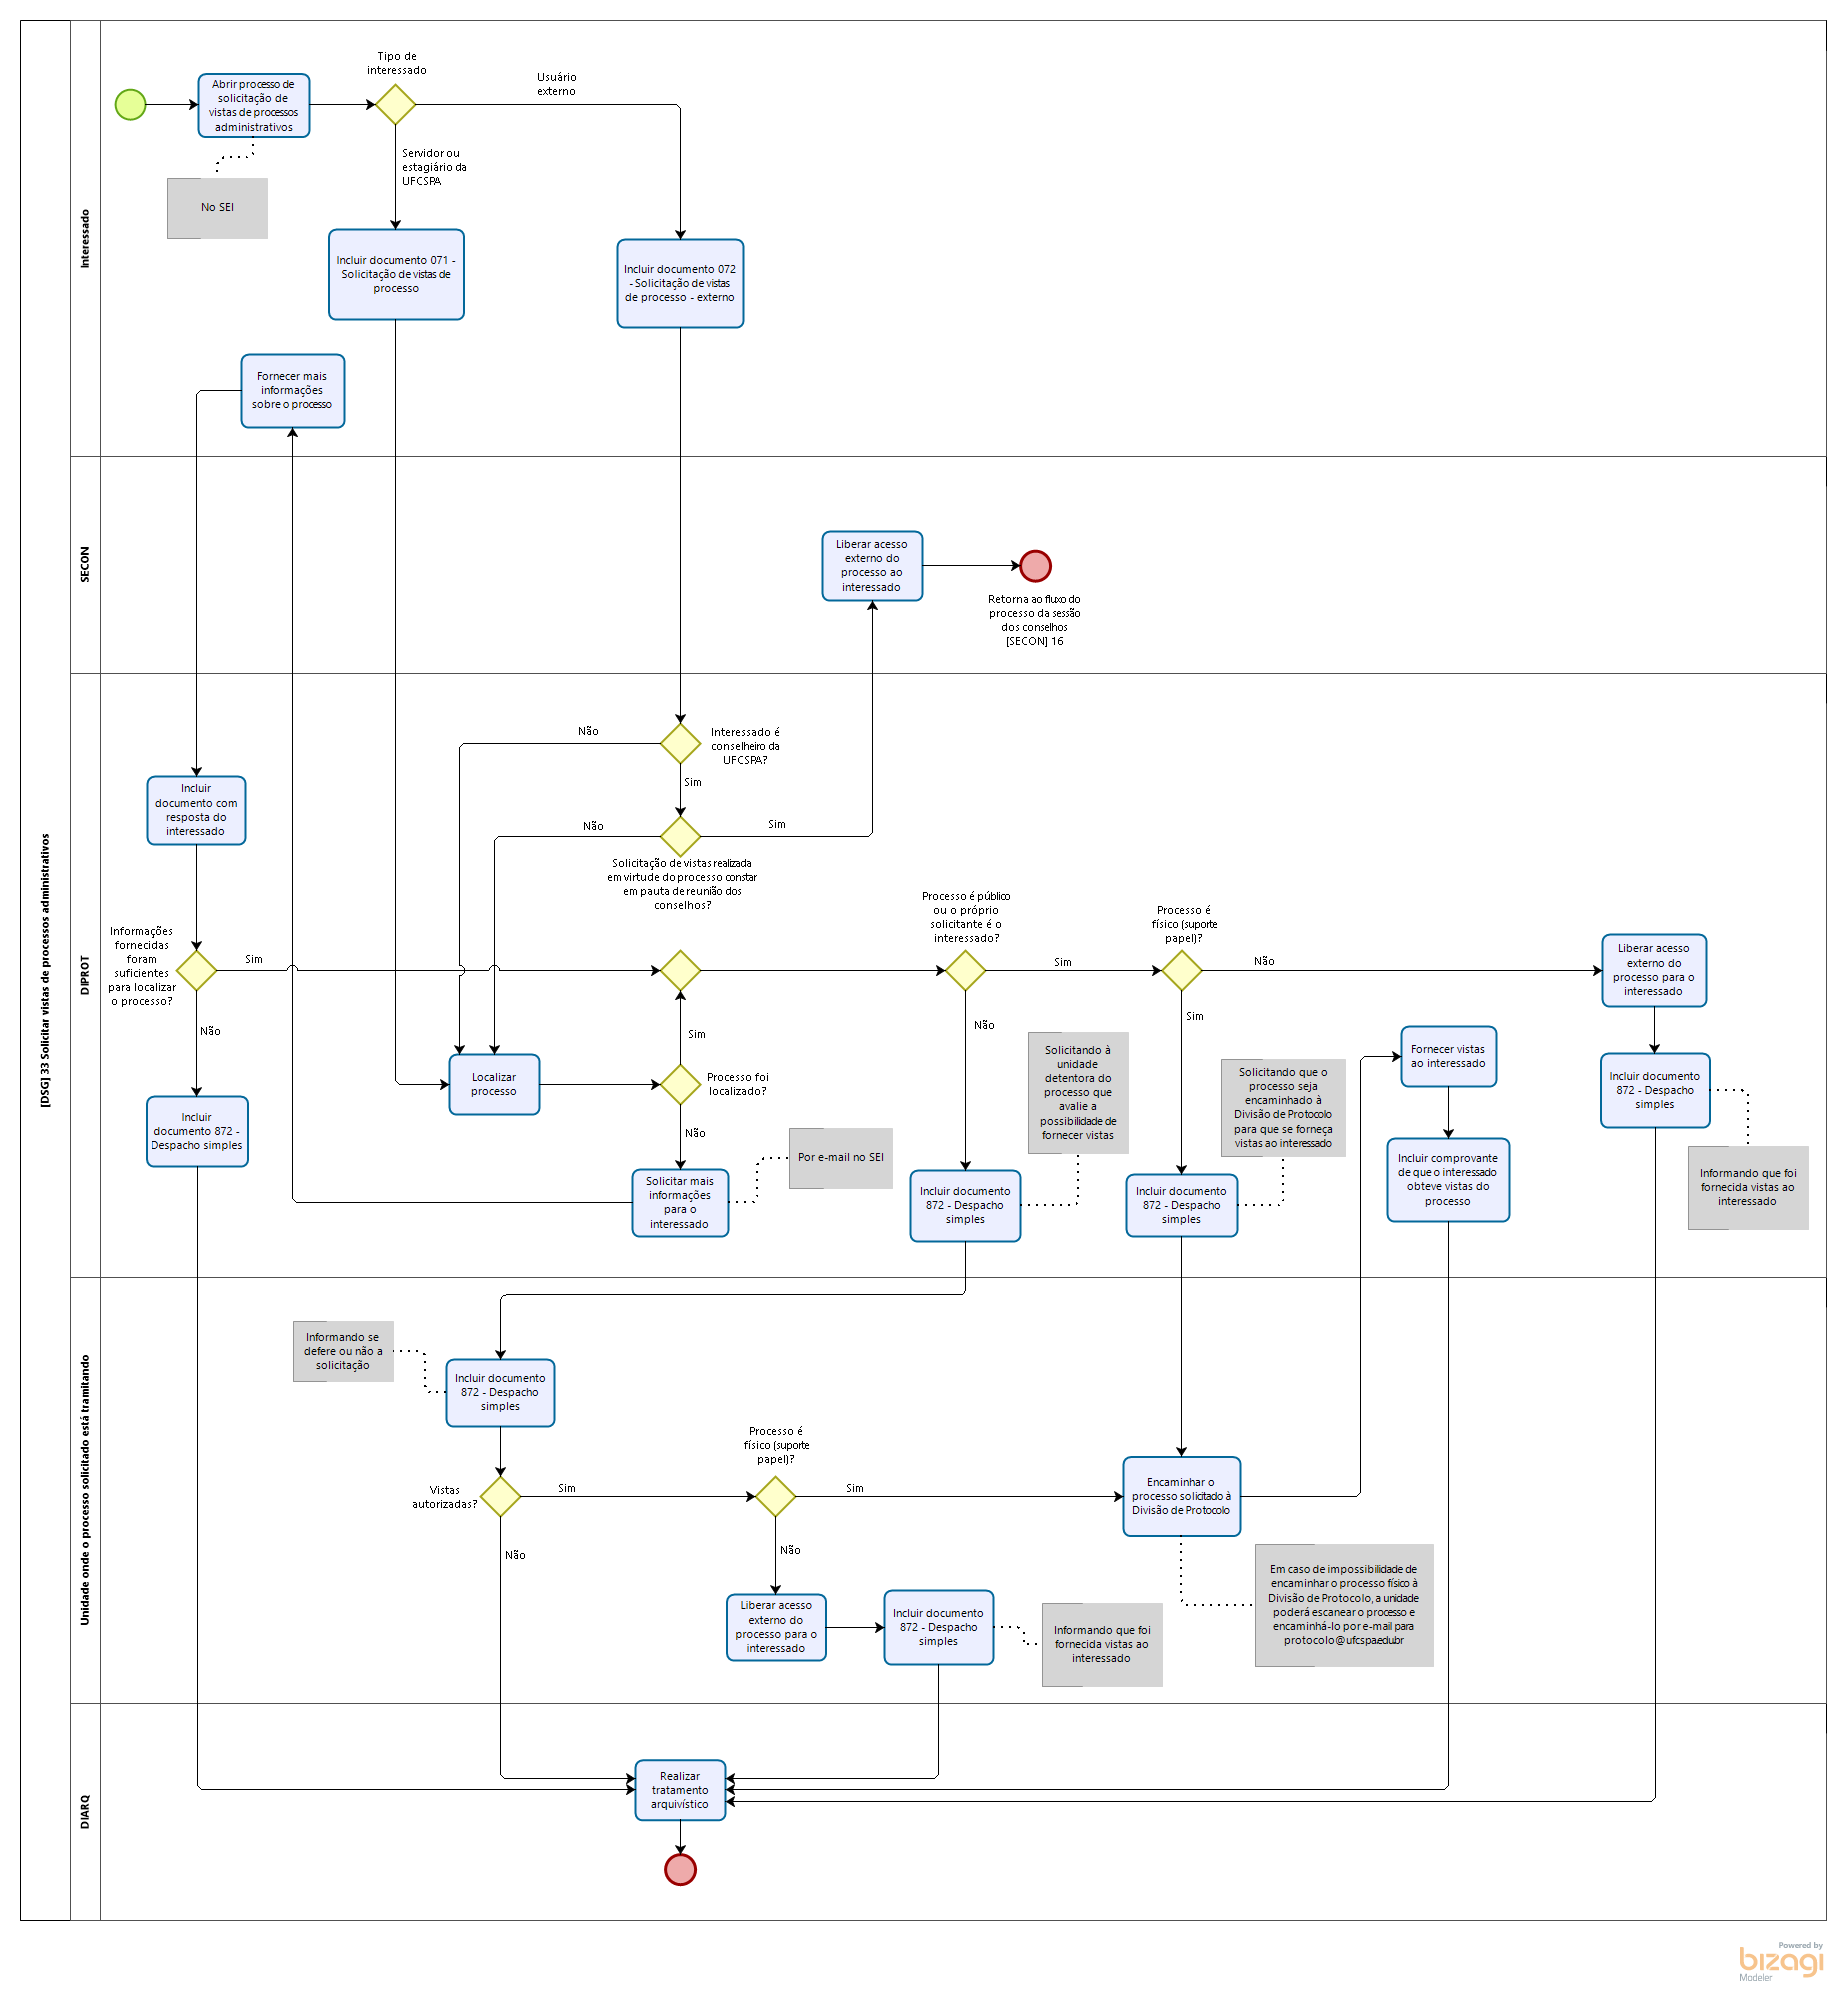 [DSG] 33 Solicitar vistas de processos administrativos
Interessado
Tipo de
interessado
Usuário
externo
Abrir processo de
solicitação de
vistas de processos
administrativos
Servidor ou
estagiário da
UFCSPA
No SEI
Incluir documento 071 -
Solicitação de vistas de
processo
Incluir documento 072
- Solicitação de vistas
de processo - externo
Fornecer mais
informações
sobre o processo
SECON
Liberar acesso
externo do
processo ao
interessado
Retorna ao fluxo do
processo da sessão
dos conselhos
[SECON] 16
DIPROT
Não
Interessado é
conselheiro da
UFCSPA?
Sim
Incluir
documento com
resposta do
interessado
Não
Sim
Solicitação de vistas realizada
em virtude do processo constar
em pauta de reunião dos
conselhos?
Processo é público
ou o próprio
solicitante é o
interessado?
Processo é
físico (suporte
papel)?
Informações
fornecidas
foram
suficientes
para localizar
o processo?
Sim
Sim
Não
Liberar acesso
externo do
processo para o
interessado
Não
Sim
Não
Sim
Localizar
processo
Processo foi
localizado?
Solicitando à
unidade
detentora do
processo que
avalie a
possibilidade de
fornecer vistas
Solicitando que o
processo seja
encaminhado à
Divisão de Protocolo
para que se forneça
vistas ao interessado
Fornecer vistas
ao interessado
Incluir documento
872 - Despacho
simples
Incluir
documento 872 -
Despacho simples
Não
Por e-mail no SEI
Solicitar mais
informações
para o
interessado
Incluir documento
872 - Despacho
simples
Incluir documento
872 - Despacho
simples
Incluir comprovante
de que o interessado
obteve vistas do
processo
Informando que foi
fornecida vistas ao
interessado
Unidade onde o processo solicitado está tramitando
Informando se
defere ou não a
solicitação
Incluir documento
872 - Despacho
simples
Processo é
físico (suporte
papel)?
Vistas
autorizadas?
Sim
Sim
Encaminhar o
processo solicitado à
Divisão de Protocolo
Não
Não
Liberar acesso
externo do
processo para o
interessado
Incluir documento
872 - Despacho
simples
Informando que foi
fornecida vistas ao
interessado
Em caso de impossibilidade de
encaminhar o processo físico à
Divisão de Protocolo, a unidade
poderá escanear o processo e
encaminhá-lo por e-mail para
protocolo@ufcspa.edu.br
DIARQ
Realizar
tratamento
arquivístico
Powered by
bizagi
Modeler